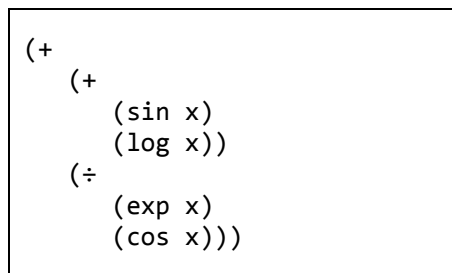 (+
(+
(sin x)
(log x))
(÷
(exp x)
(cos x)))